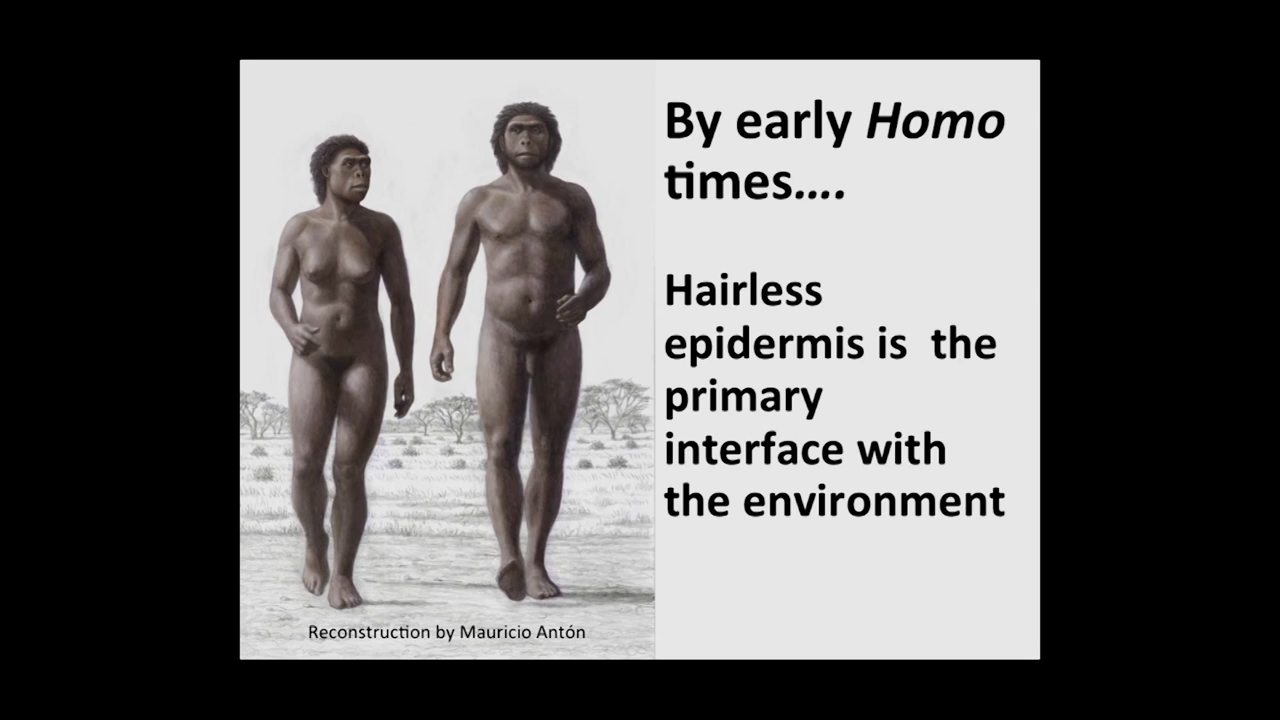 By early Homo
times....
Hairless
epidermis is  the
primary
interface with
the environment
Reconstruction by Mauricio Antón